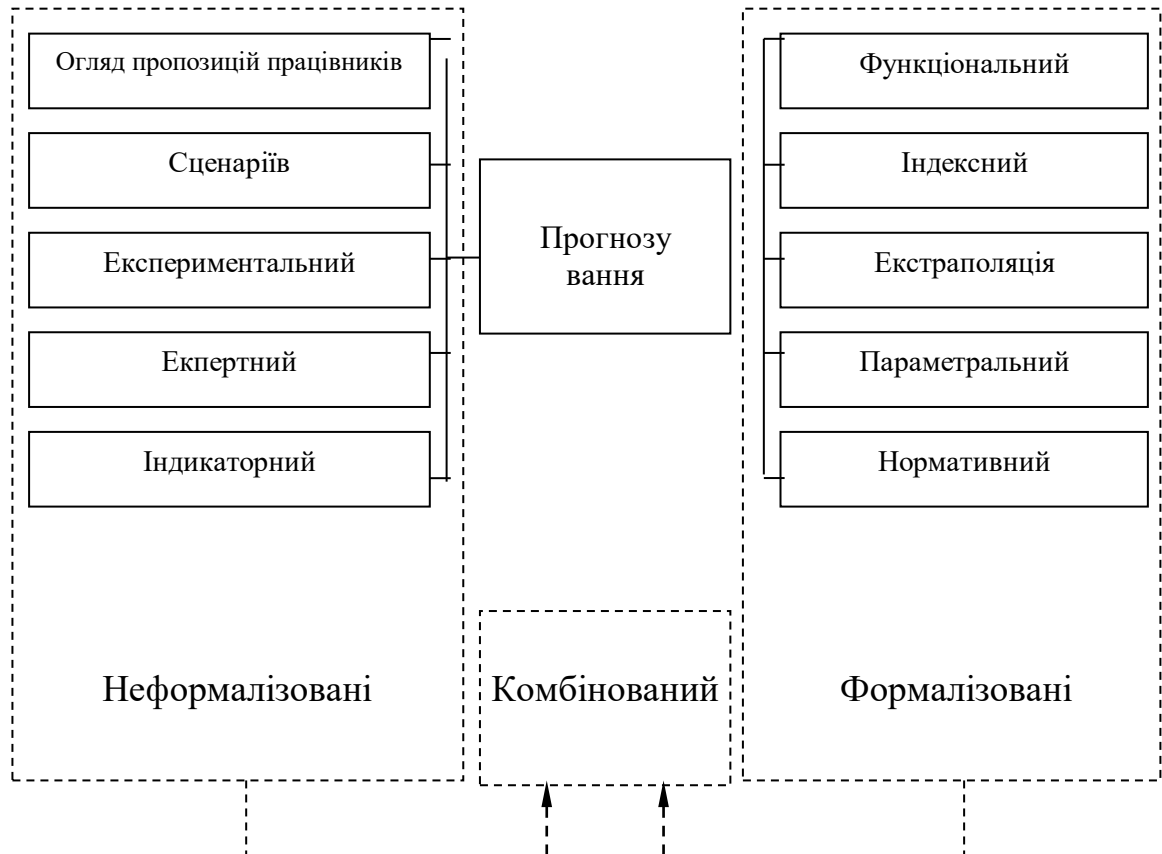 Огляд пропозицій працівників
Сценаріїв
Експериментальний
Екпертний
Індикаторний
Неформалізовані
Прогнозу
вання
Комбінований
Функціональний
Індексний
Екстраполяція
Параметральний
Нормативний
Формалізовані